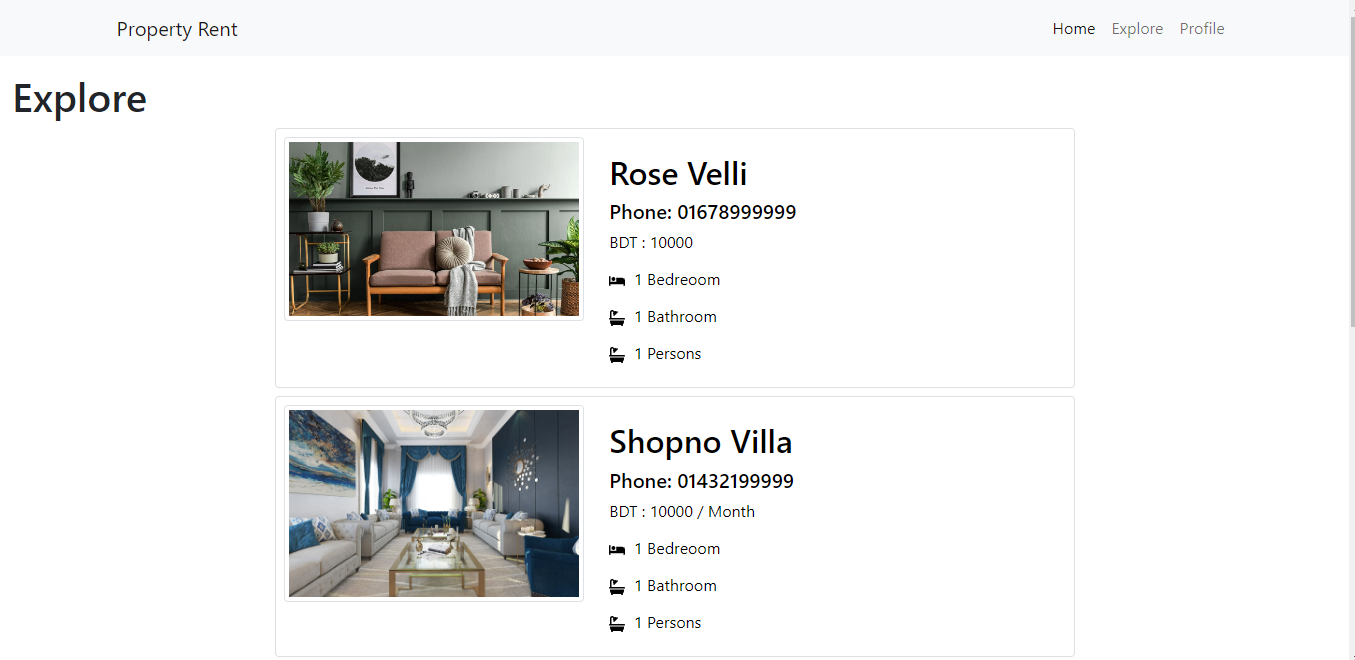 Property Rent
Home Explore Profile
Explore
Rose Velli
Phone: 01678999999
BDT : 10000
1 Bedreoom
1 Bathroom
1 Persons
Shopno Villa
Phone: 01432199999
BDT : 10000 / Month
1 Bedreoom
1 Bathroom
1 Persons